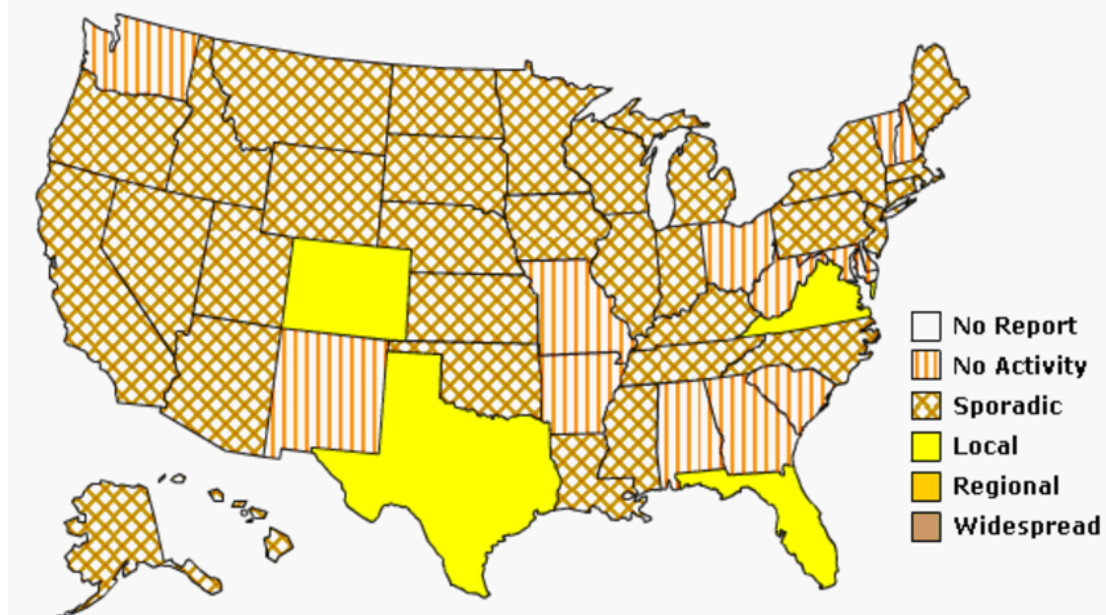 No Report
No Activity
Sporadic
Local
Regional
Widespread